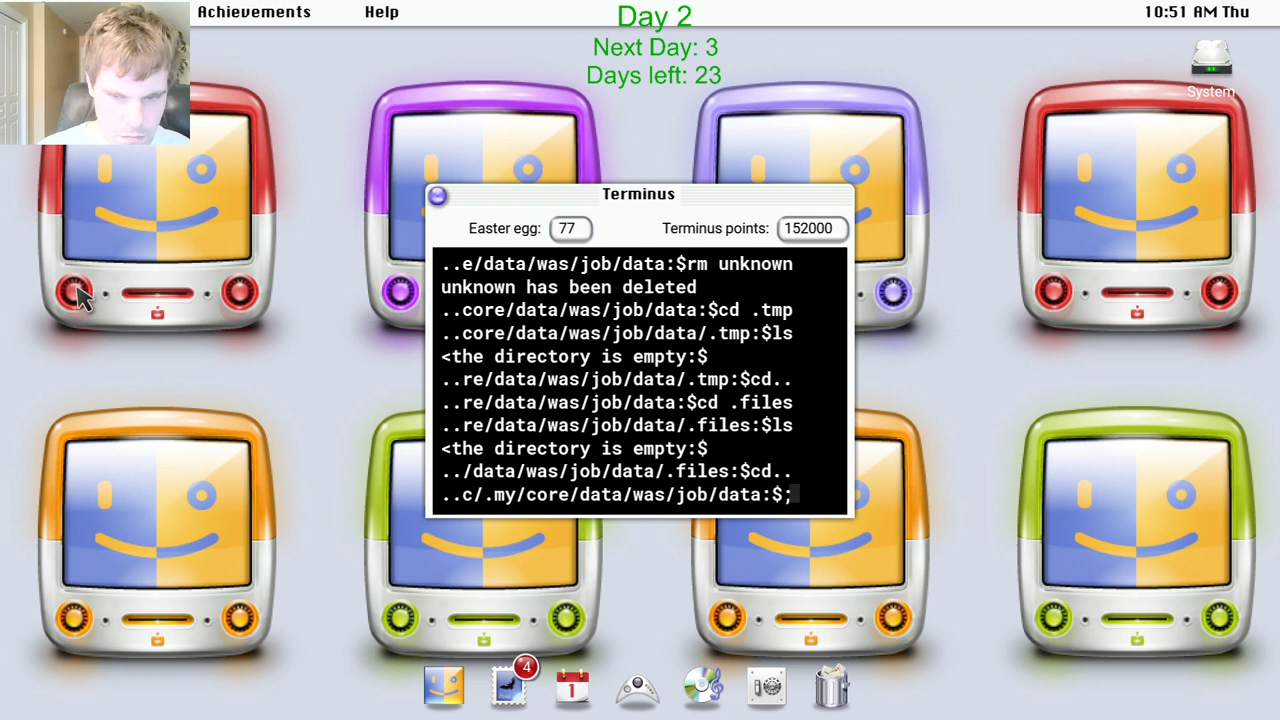 Achievements Help
Day 2
10:51 AM Thu
Next Day: 3
Days left: 23
System
Terminus
Easter egg: 77 Terminus points: 152000
..e/data/was/job/data:$rm unknown
unknown has been deleted
..core/data/was/job/data:$cd .tmp
..core/data/was/job/data/.tmp:$ls
<the directory is empty:$
..re/data/was/job/data/.tmp:$cd..
..re/data/was/job/data:$cd .files
..re/data/was/job/data/.files:$ls
<the directory is empty:$
../data/was/job/data/.files:$cd..
..c/.my/core/data/was/job/data:$;
4
1